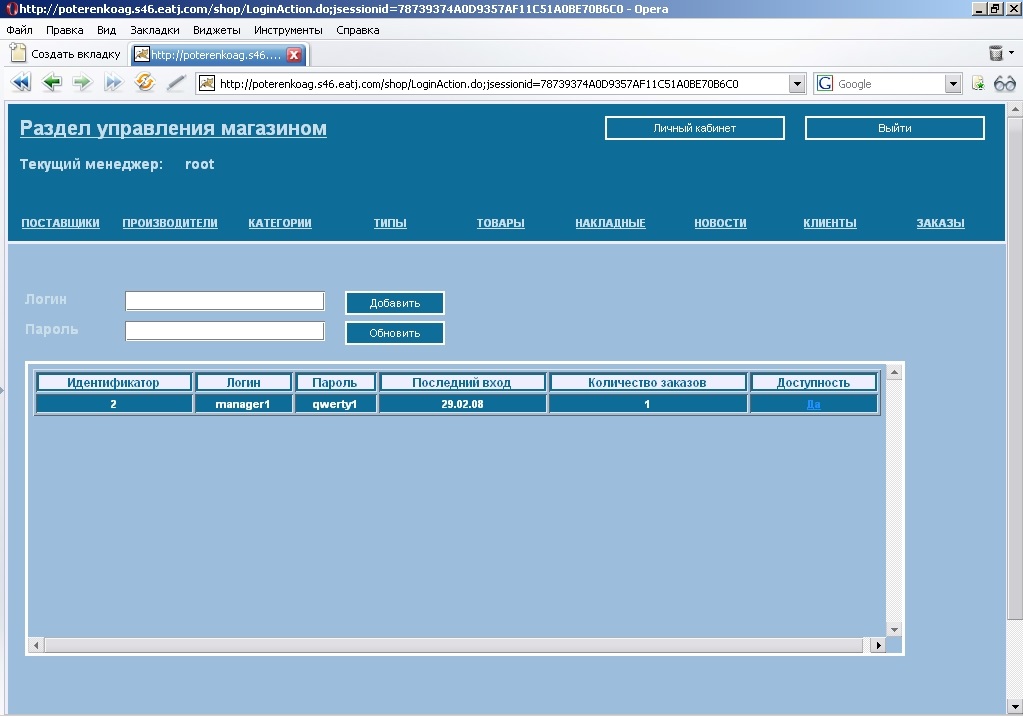 http://poterenkoag.s46.eatj.com/shop/LoginAction.do;jsessionid=78739374A0D9357AF11C51A0BE70B6C0 - Opera
Файл Правка Вид Закладки Виджеты Инструменты Справка
Создать вкладку http://poterenkoag.s46....
http://poterenkoag.s46.eatj.com/shop/LoginAction.do;jsessionid=78739374A0D9357AF11C51A0BE70B6C0 Google
Раздел управления магазином Личный кабинет Выйти
Текущий менеджер: root
ПОСТАВЩИКИ ПРОИЗВОДИТЕЛИ КАТЕГОРИИ ТИПЫ ТОВАРЫ НАКЛАДНЫЕ НОВОСТИ КЛИЕНТЫ ЗАКАЗЫ
Логин Добавить
Пароль Обновить
Идентификатор Логин Пароль Последний вход Количество заказов Доступность
2 manager1 qwerty1 29.02.08 1 Да